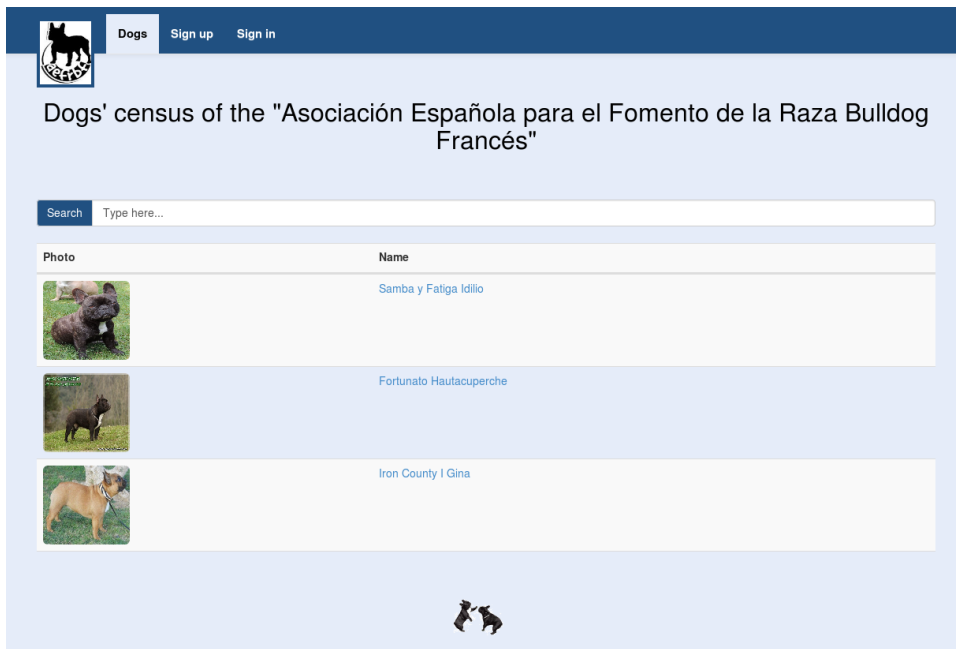 Dogs
Sign up
Sign in
Dogs' census of the "Asociación Española para el Fomento de la Raza Bulldog
Francés"
Search
Type here...
Photo
Name
Samba y Fatiga Idilio
Fortunato Hautacuperche
Iron County I Gina